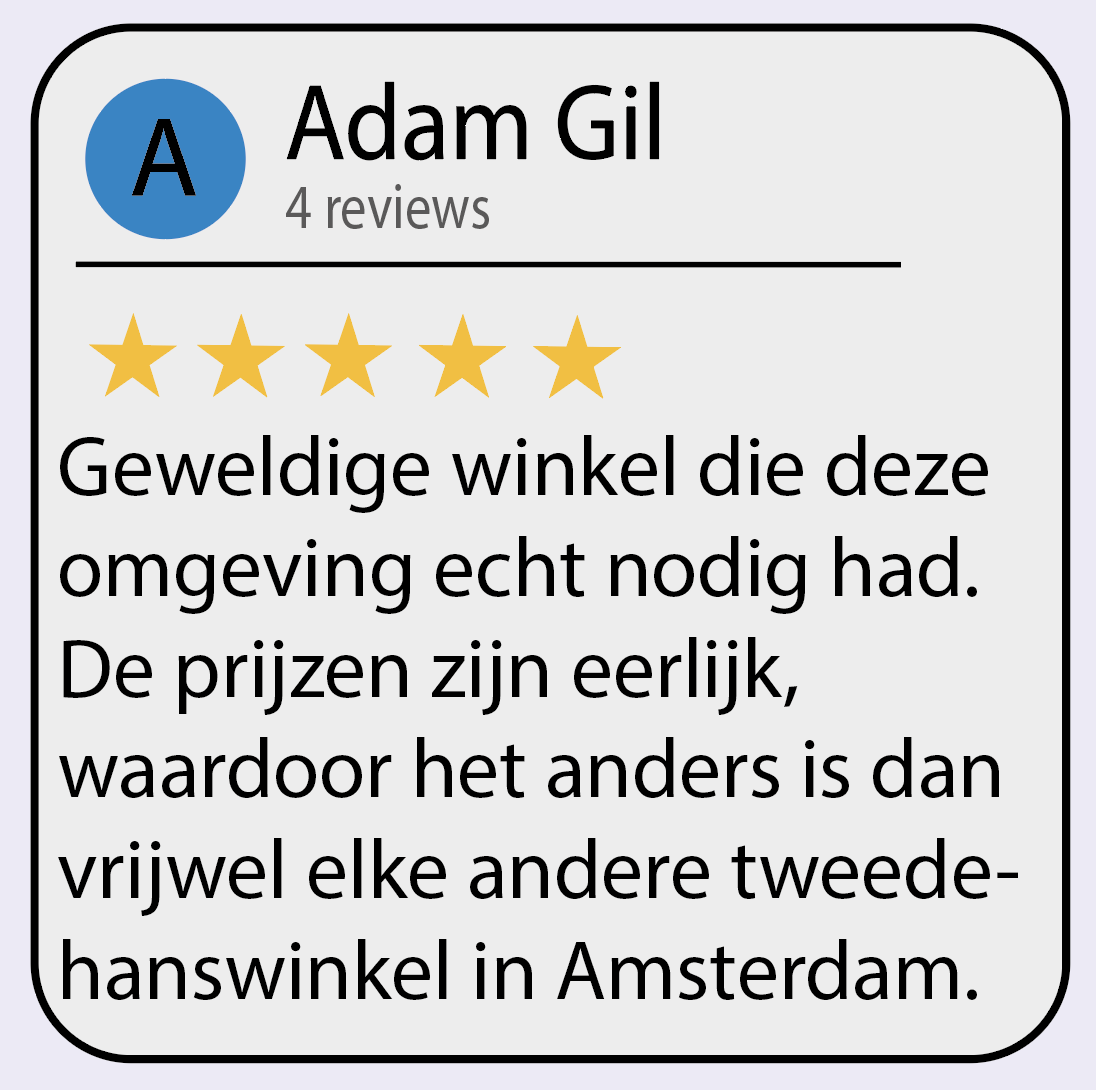 A
Adam Gil
4 reviews
Geweldige winkel die deze
omgeving echt nodig had.
De prijzen zijn eerlijk,
waardoor het anders is dan
vrijwel elke andere tweede-
hanswinkel in Amsterdam.